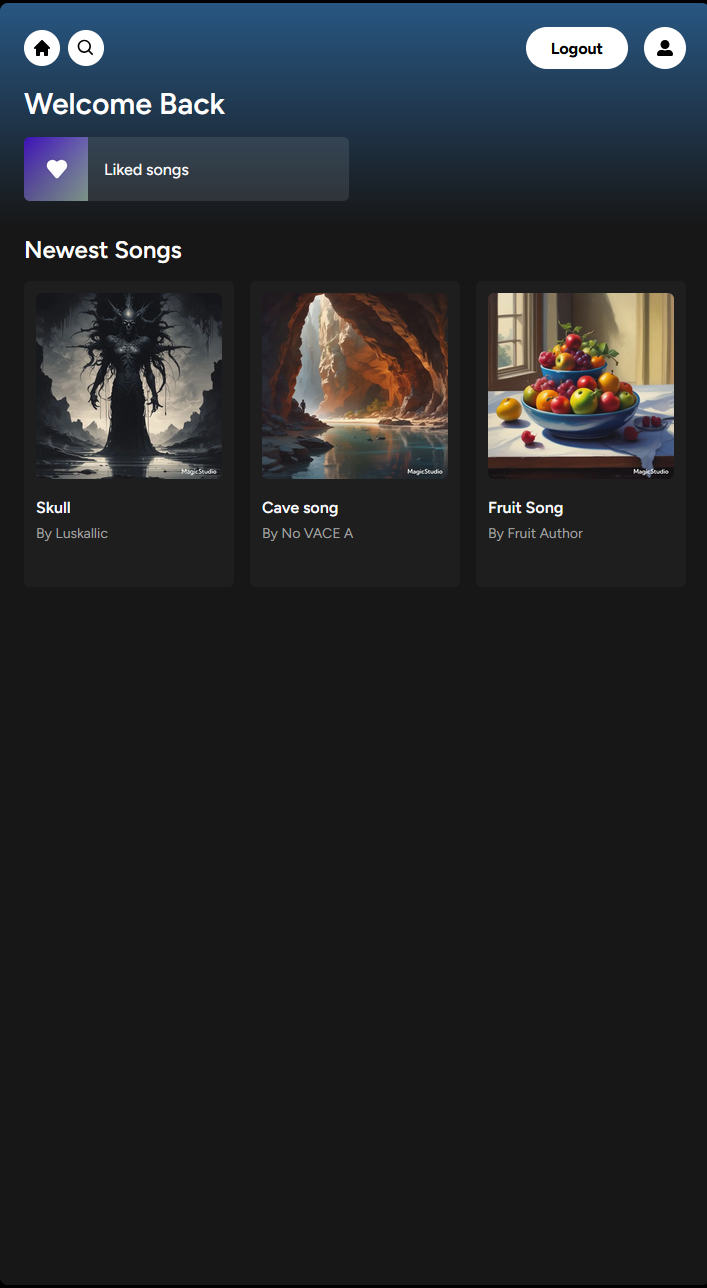 Logout
Welcome Back
Liked songs
Newest Songs
MagicStudio
MagicStudio
MagicStudio
Skull
By Luskallic
Cave song
By No VACE A
Fruit Song
By Fruit Author